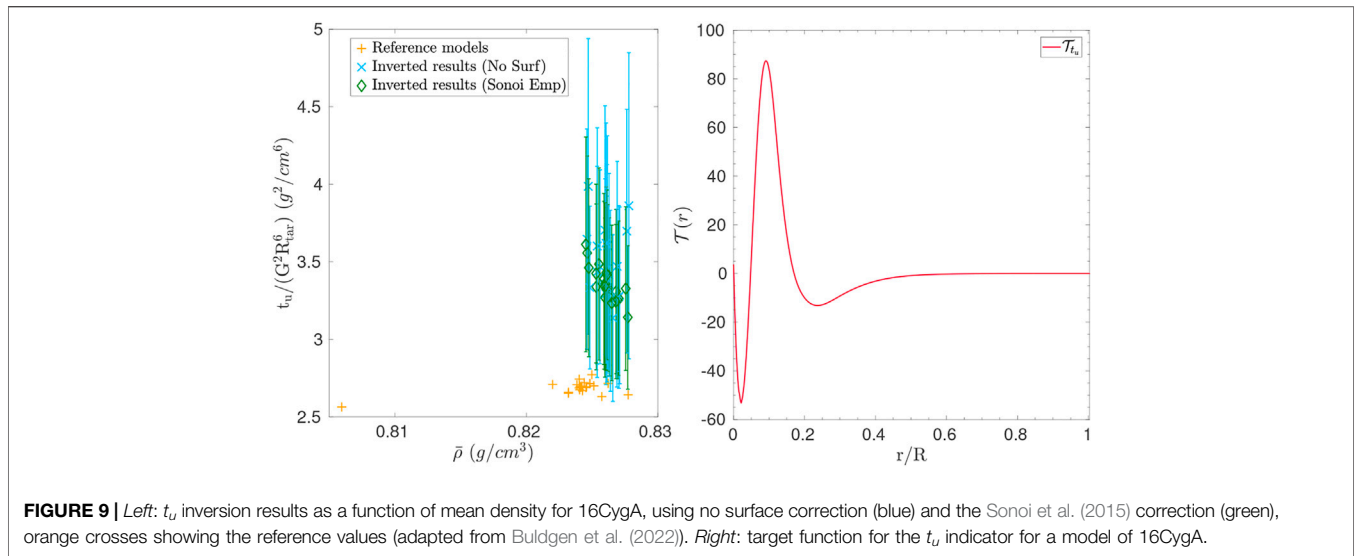 5
4.5
4
3.5
3
2.5
t_u/(G²R⁶_tar) (g²/cm⁶)
Reference models
Inverted results (No Surf)
Inverted results (Sonoi Emp)
0.81
0.82
0.83
ρ̄ (g/cm³)
100
80
60
40
20
0
-20
-40
-60
𝒯(r)
𝒯_{t_u}
0
0.2
0.4
0.6
0.8
1
r/R
FIGURE 9 | Left: t_u inversion results as a function of mean density for 16CygA, using no surface correction (blue) and the Sonoi et al. (2015) correction (green),
orange crosses showing the reference values (adapted from Buldgen et al. (2022)). Right: target function for the t_u indicator for a model of 16CygA.